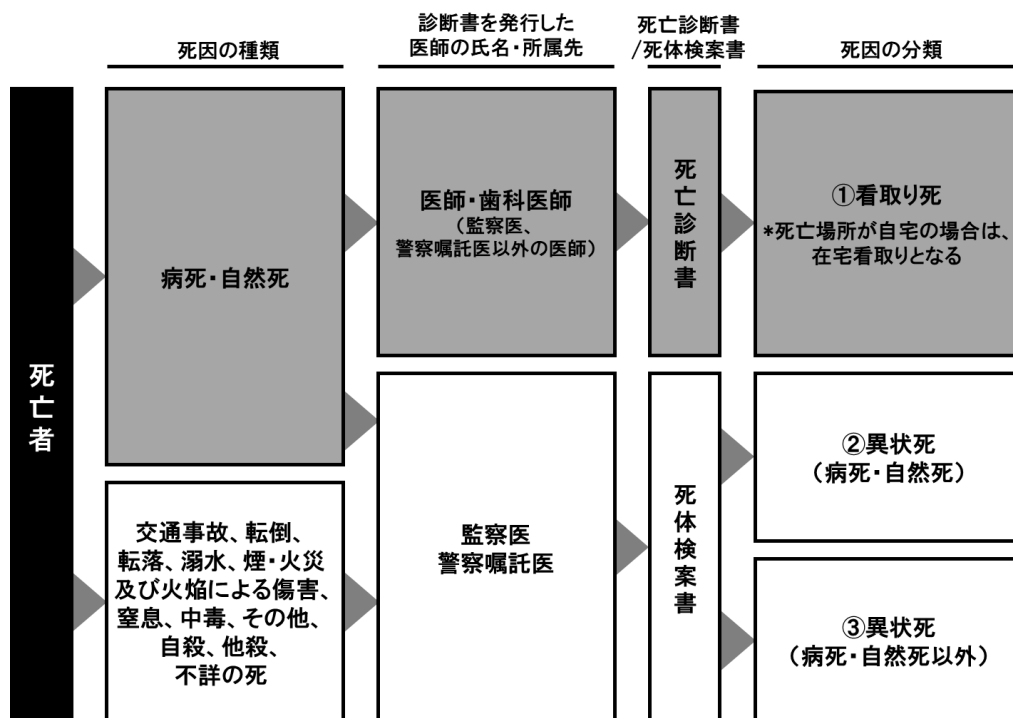 死因の種類
診断書を発行した
医師の氏名・所属先
死亡診断書
/死体検案書
死因の分類
死亡者
病死・自然死
医師・歯科医師
（監察医、
警察嘱託医以外の医師）
死亡診断書
①看取り死
*死亡場所が自宅の場合は、
在宅看取りとなる
交通事故、転倒、
転落、溺水、煙・火災
及び火焔による傷害、
窒息、中毒、その他、
自殺、他殺、
不詳の死
監察医
警察嘱託医
死体検案書
②異状死
（病死・自然死）
③異状死
（病死・自然死以外）